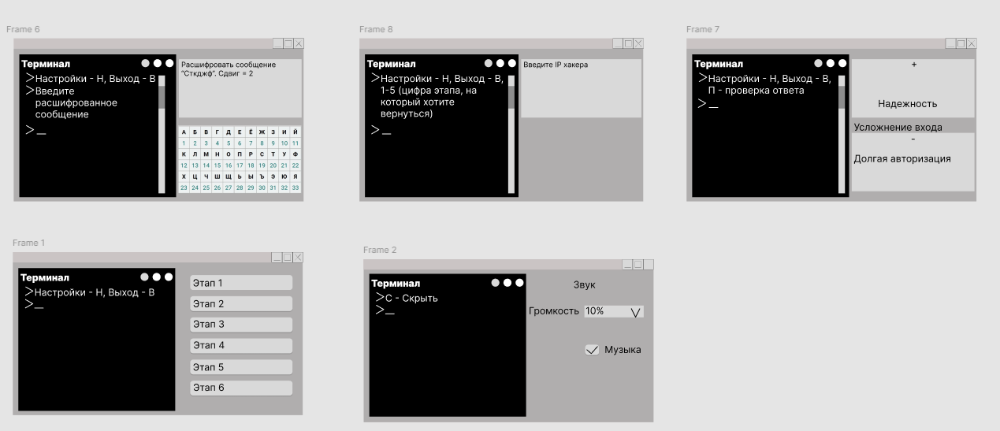 Frame 6
Терминал
>Настройки - Н, Выход - В
>Введите
расшифрованное
сообщение
>_
Расшифровать сообщение
"Сткджф". Сдвиг = 2
А Б В Г Д Е Ё Ж З И Й
1 2 3 4 5 6 7 8 9 10 11
К Л М Н О П Р С Т У Ф
12 13 14 15 16 17 18 19 20 21 22
Х Ц Ч Ш Щ Ь Ы Ъ Э Ю Я
23 24 25 26 27 28 29 30 31 32 33
Frame 8
Терминал
>Настройки - Н, Выход - В,
1-5 (цифра этапа, на
который хотите
вернуться)
>_
Введите IP хакера
Frame 7
Терминал
>Настройки - Н, Выход - В,
П - проверка ответа
>_
+
Надежность
Усложнение входа
-
Долгая авторизация
Frame 1
Терминал
>Настройки - Н, Выход - В
>_
Этап 1
Этап 2
Этап 3
Этап 4
Этап 5
Этап 6
Frame 2
Терминал
>С - Скрыть
>_
Звук
Громкость 10%
Музыка